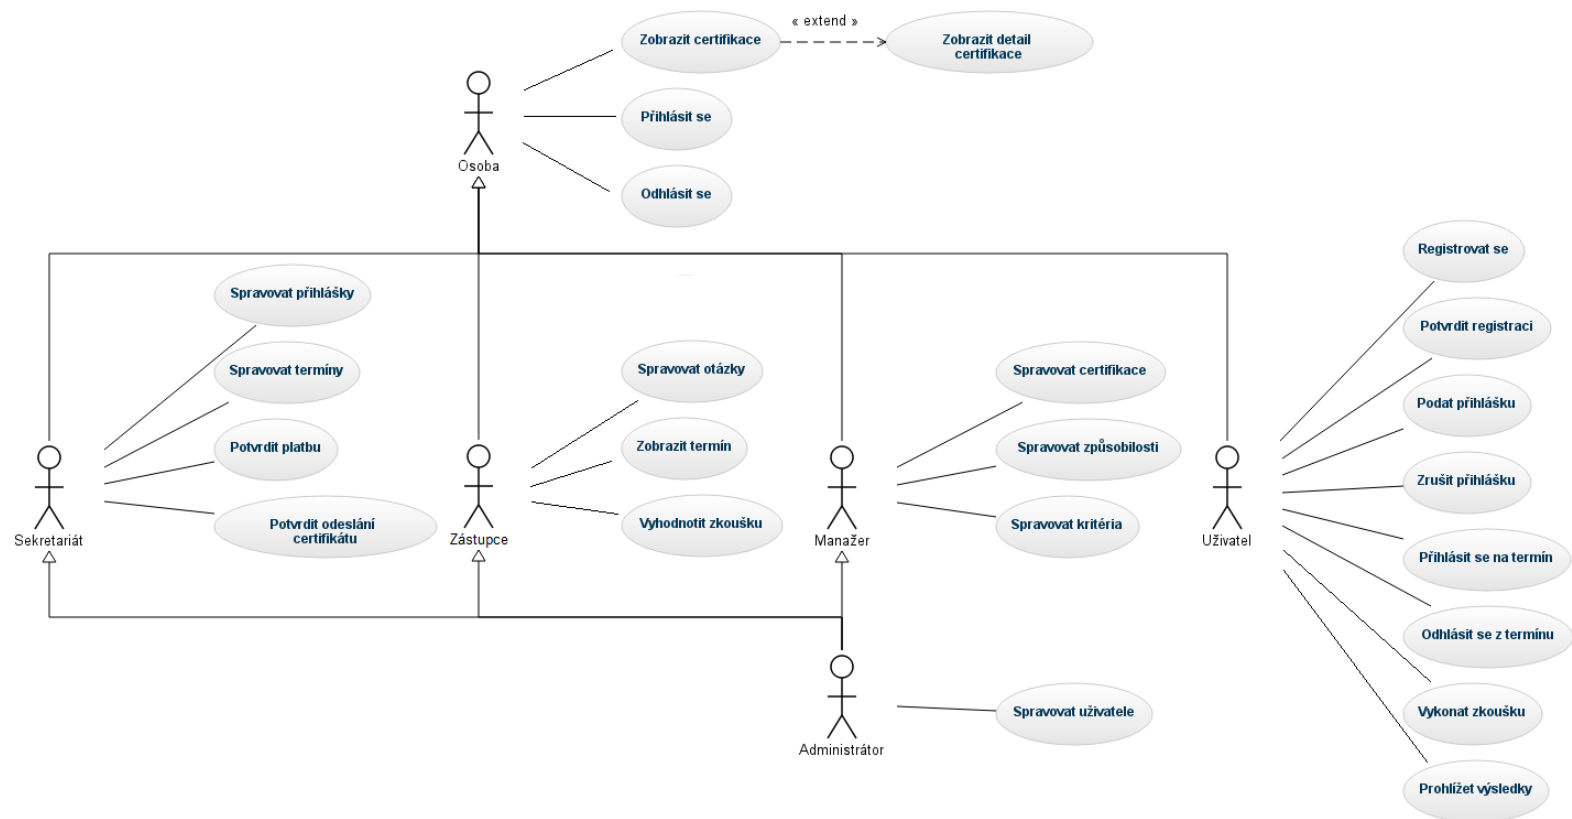 « extend »
Zobrazit certifikace
Zobrazit detail
certifikace
Přihlásit se
Osoba
Odhlásit se
Registrovat se
Spravovat přihlášky
Potvrdit registraci
Spravovat termíny
Spravovat otázky
Spravovat certifikace
Podat přihlášku
Potvrdit platbu
Zobrazit termín
Spravovat způsobilosti
Zrušit přihlášku
Potvrdit odeslání
certifikátu
Vyhodnotit zkoušku
Spravovat kritéria
Sekretariát
Zástupce
Manažer
Uživatel
Přihlásit se na termín
Odhlásit se z termínu
Spravovat uživatele
Vykonat zkoušku
Administrátor
Prohlížet výsledky